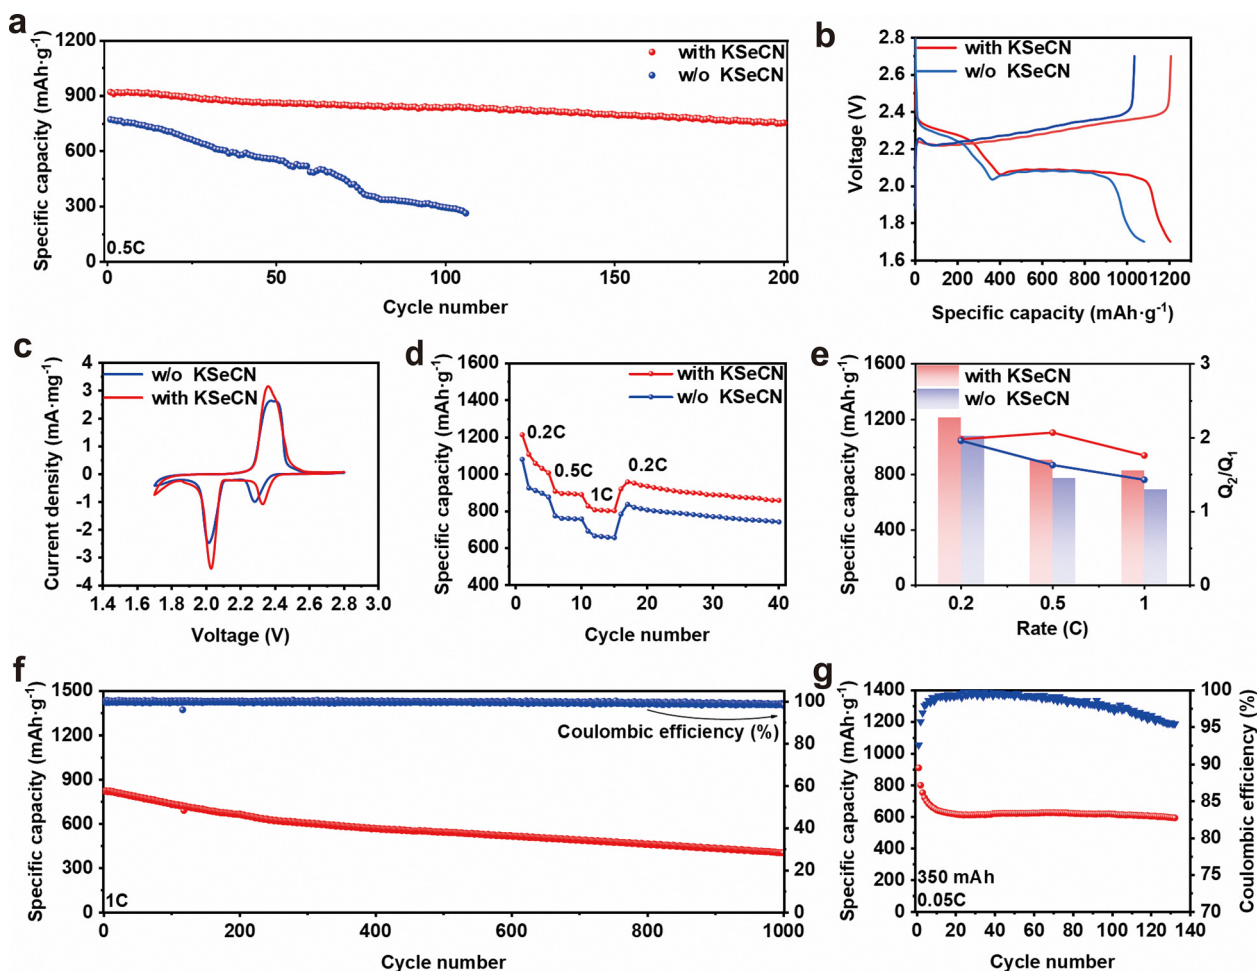 a
1200
900
600
300
0
Specific capacity (mAh·g⁻¹)
with KSeCN
w/o KSeCN
0.5C
0 50 100 150 200
Cycle number
b
2.8
2.4
2.0
1.6
Voltage (V)
with KSeCN
w/o KSeCN
0 200 400 600 800 1000 1200
Specific capacity (mAh·g⁻¹)
c
4
3
2
1
0
-1
-2
-3
-4
Current density (mA·mg⁻¹)
w/o KSeCN
with KSeCN
1.4 1.6 1.8 2.0 2.2 2.4 2.6 2.8 3.0
Voltage (V)
d
1600
1400
1200
1000
800
600
400
Specific capacity (mAh·g⁻¹)
with KSeCN
w/o KSeCN
0.2C
0.5C
1C
0.2C
0 10 20 30 40
Cycle number
e
1600
1200
800
400
0
Specific capacity (mAh·g⁻¹)
with KSeCN
w/o KSeCN
3
2
1
0
Q₂/Q₁
0.2 0.5 1
Rate (C)
f
1500
1200
900
600
300
0
Specific capacity (mAh·g⁻¹)
Coulombic efficiency (%)
100
80
60
40
20
0
1C
0 200 400 600 800 1000
Cycle number
g
1400
1200
1000
800
600
400
200
0
Specific capacity (mAh·g⁻¹)
350 mAh
0.05C
100
95
90
85
80
75
70
Coulombic efficiency (%)
0 20 40 60 80 100 120 140
Cycle number